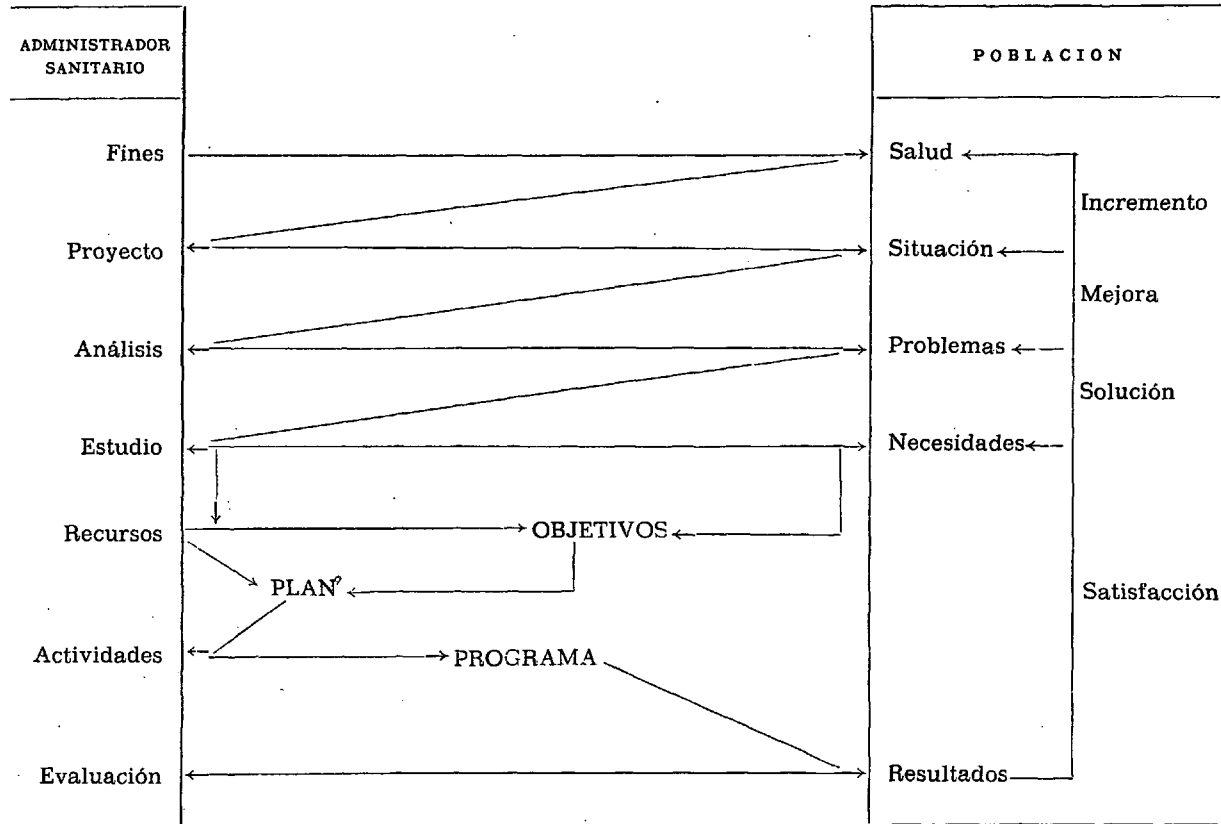 ADMINISTRADOR
SANITARIO
POBLACION
Fines
Salud
Incremento
Proyecto
Situación
Mejora
Análisis
Problemas
Solución
Estudio
Necesidades
Recursos
OBJETIVOS
PLAN
Satisfacción
Actividades
PROGRAMA
Evaluación
Resultados